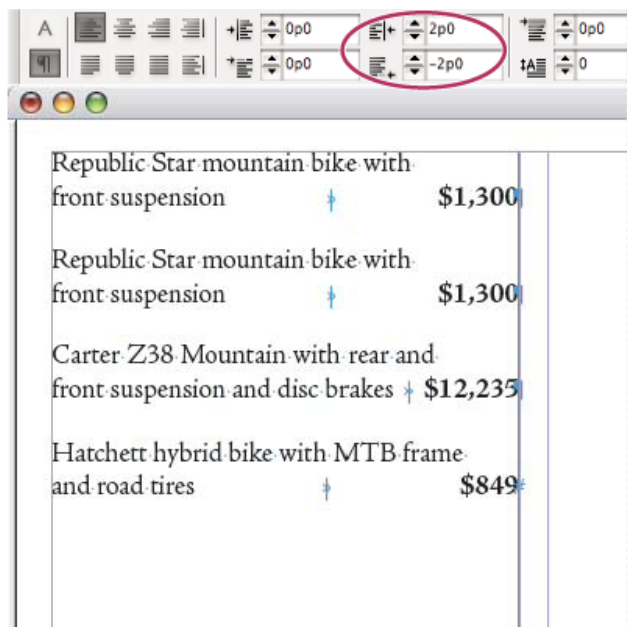 A 0p0 2p0 0p0
¶ 0p0 -2p0 0
Republic Star mountain bike with
front suspension $1,300
Republic Star mountain bike with
front suspension $1,300
Carter Z38 Mountain with rear and
front suspension and disc brakes $12,235
Hatchett hybrid bike with MTB frame
and road tires $849